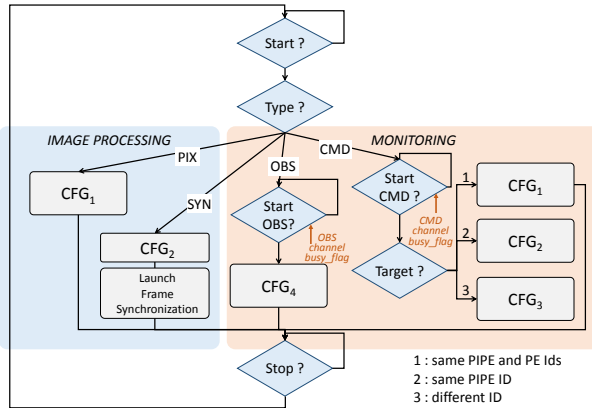 Start ?
Type ?
IMAGE PROCESSING
MONITORING
PIX
SYN
OBS
CMD
CFG1
CFG2
Launch
Frame
Synchronization)
Start
OBS?
OBS
channel
busy_flag
CFG4
Start
CMD ?
CMD
channel
busy_flag
Target ?
1
CFG1
2
CFG2
3
CFG3
Stop ?
1 : same PIPE and PE Ids
2 : same PIPE ID
3 : different ID